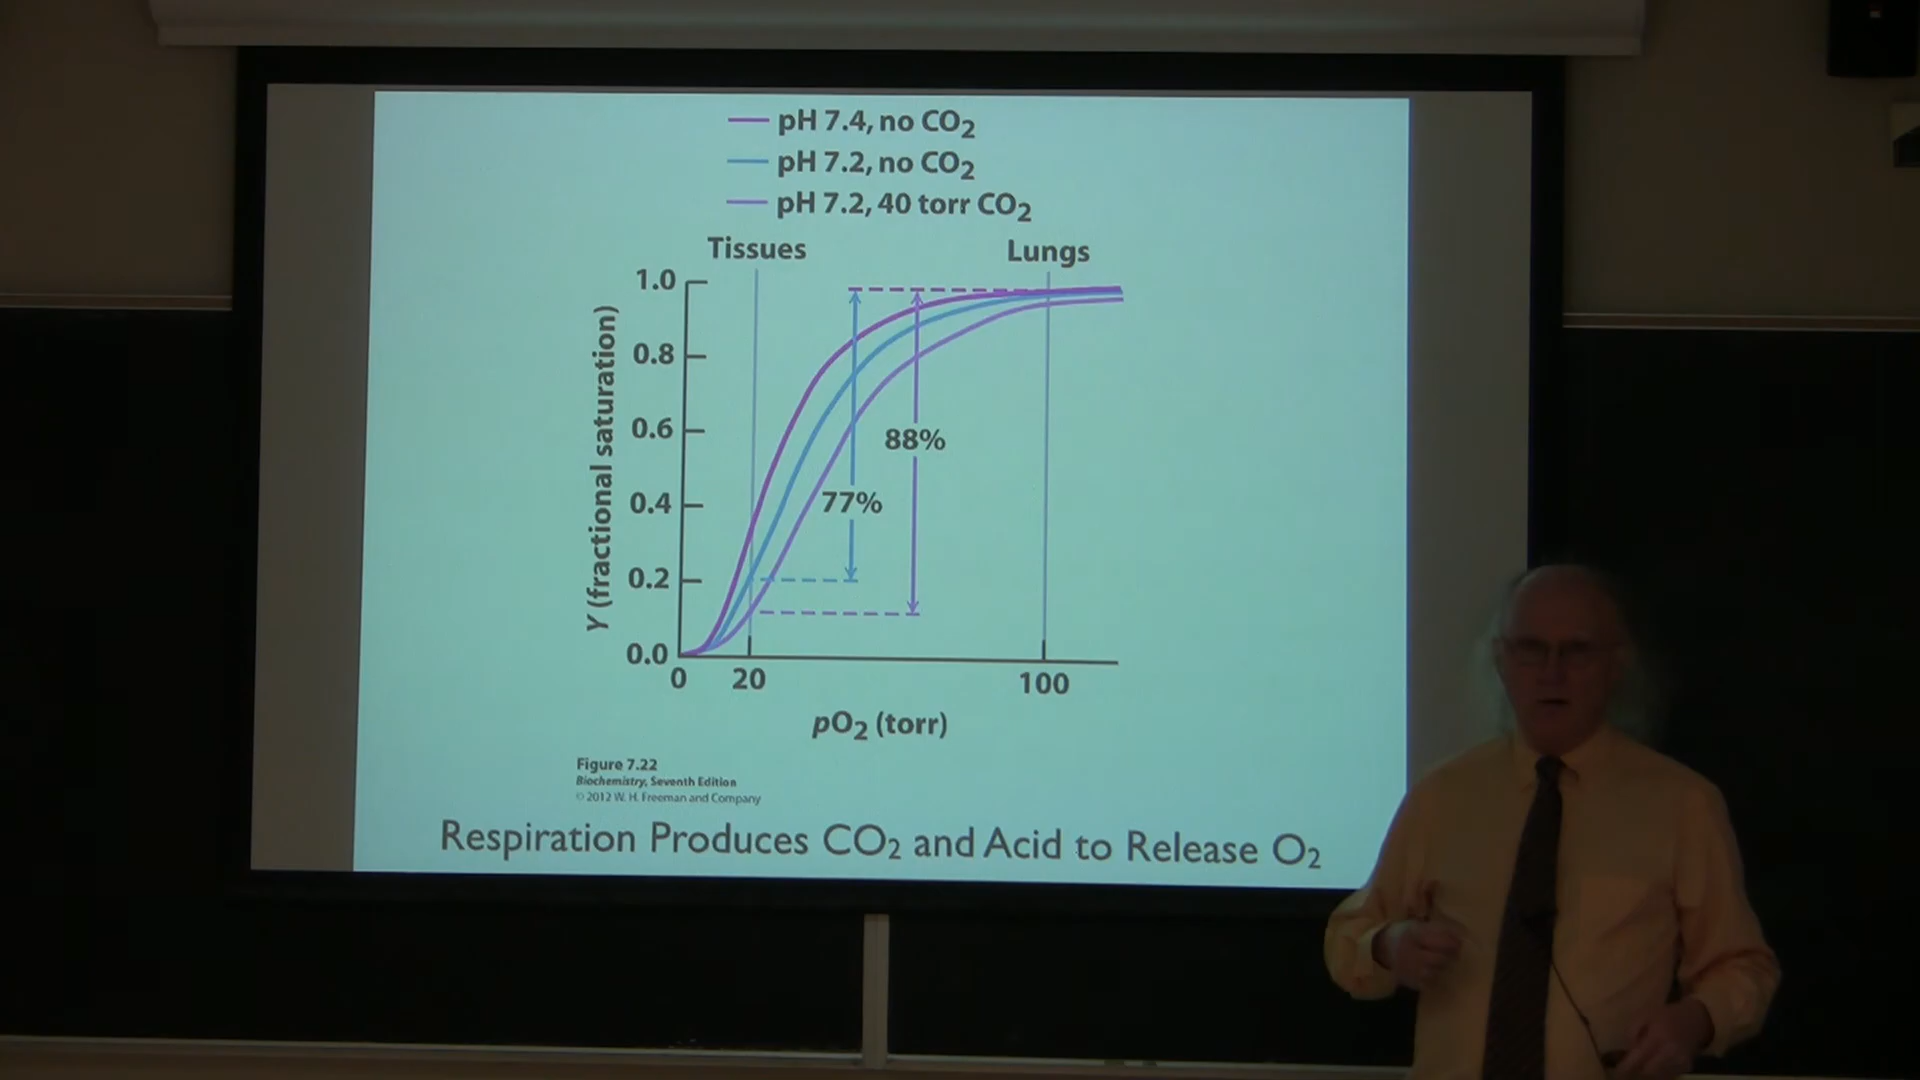 pH 7.4, no CO₂
pH 7.2, no CO₂
pH 7.2, 40 torr CO₂
Tissues
Lungs
1.0
0.8
0.6
0.4
0.2
0.0
Y (fractional saturation)
88%
77%
0
20
100
pO₂ (torr)
Figure 7.22
Biochemistry, Seventh Edition
© 2012 W. H. Freeman and Company
Respiration Produces CO₂ and Acid to Release O₂